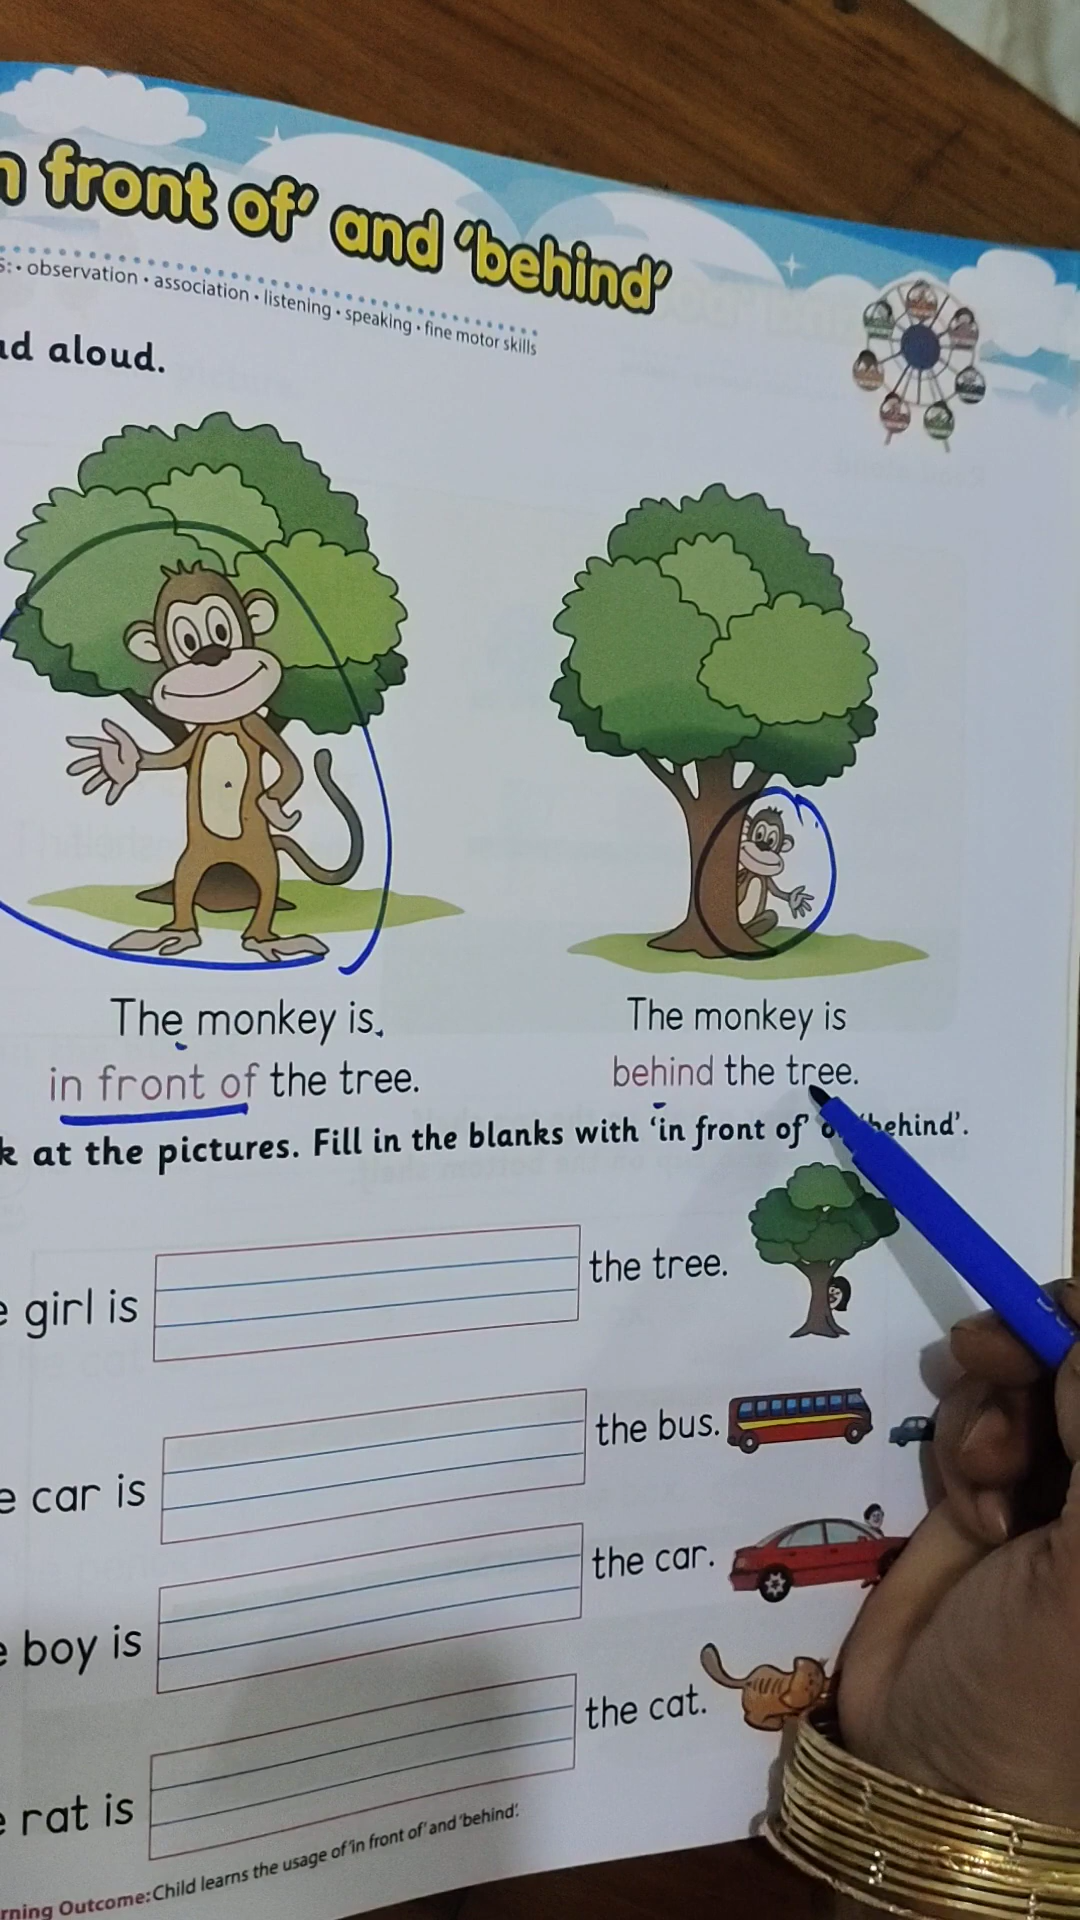 front of' and 'behind'
• observation • association • listening • speaking • fine motor skills
aloud.
The monkey is
in front of the tree.
The monkey is
behind the tree.
at the pictures. Fill in the blanks with 'in front of' or 'behind'.
girl is the tree.
car is the bus.
boy is the car.
rat is the cat.
Outcome: Child learns the usage of 'in front of' and 'behind'.